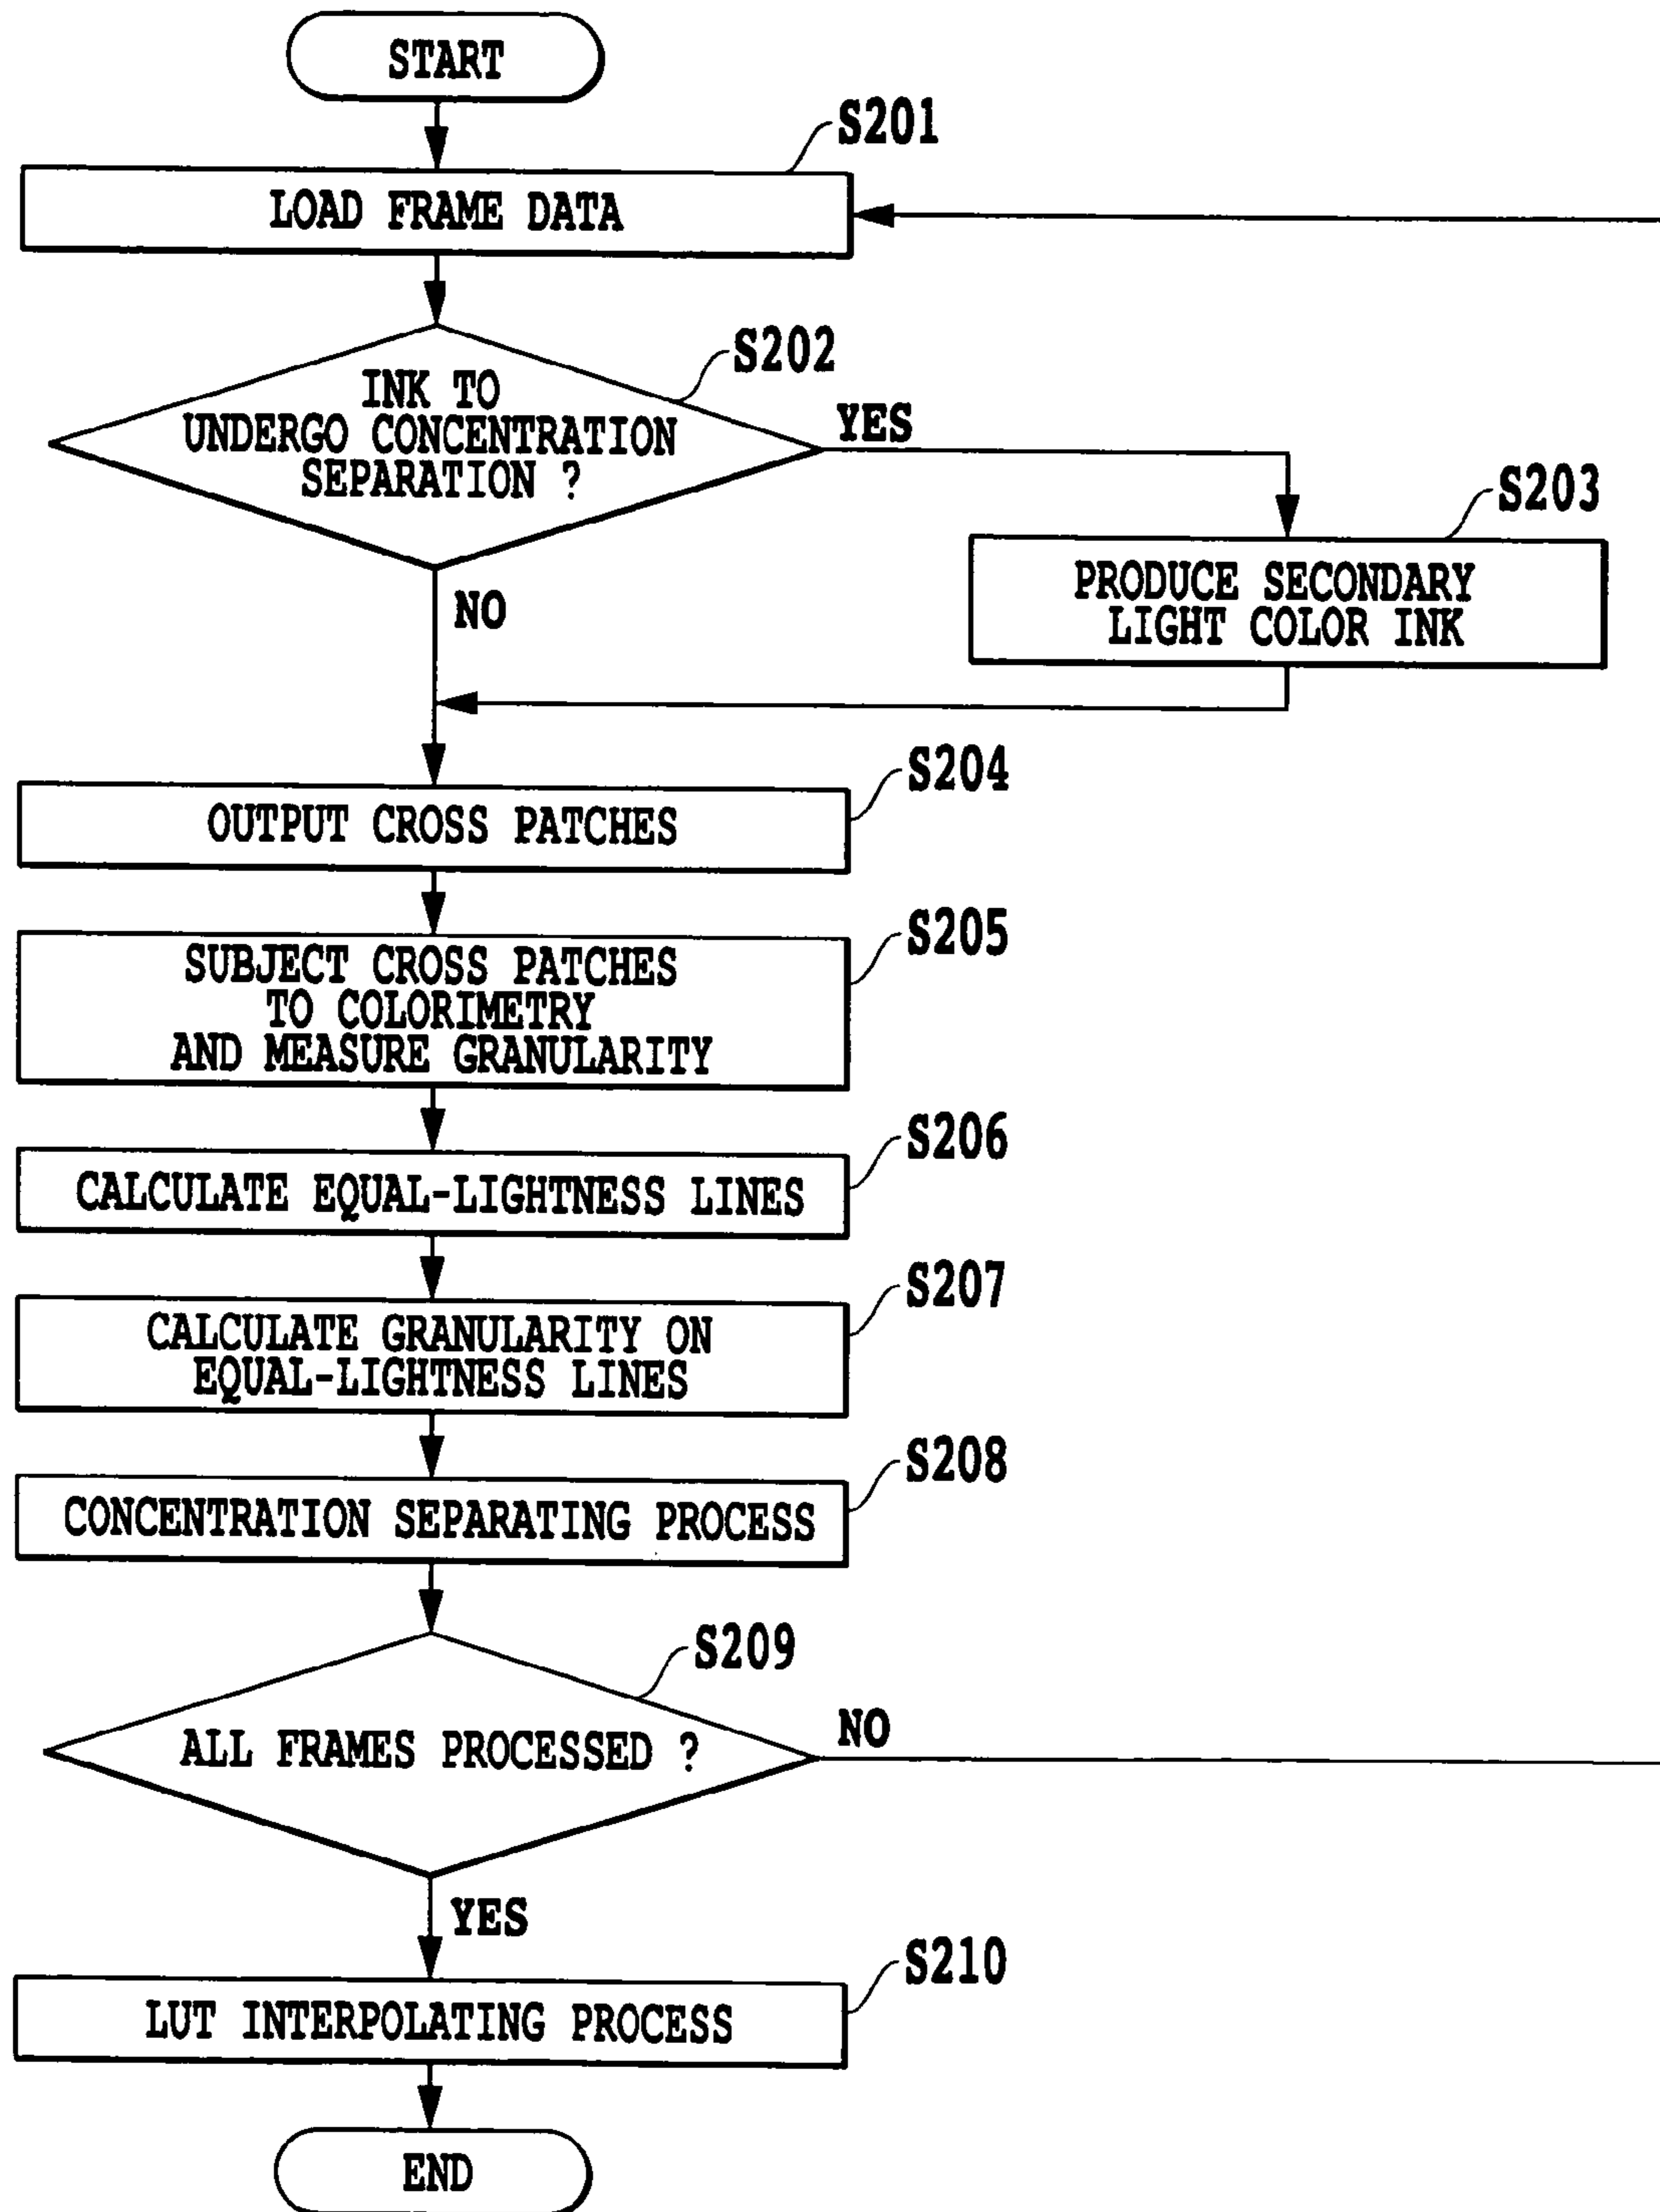 START
S201
LOAD FRAME DATA
S202
INK TO
UNDERGO CONCENTRATION
SEPARATION ?
YES
S203
PRODUCE SECONDARY
LIGHT COLOR INK
NO
S204
OUTPUT CROSS PATCHES
S205
SUBJECT CROSS PATCHES
TO COLORIMETRY
AND MEASURE GRANULARITY
S206
CALCULATE EQUAL-LIGHTNESS LINES
S207
CALCULATE GRANULARITY ON
EQUAL-LIGHTNESS LINES
S208
CONCENTRATION SEPARATING PROCESS
S209
ALL FRAMES PROCESSED ?
NO
YES
S210
LUT INTERPOLATING PROCESS
END